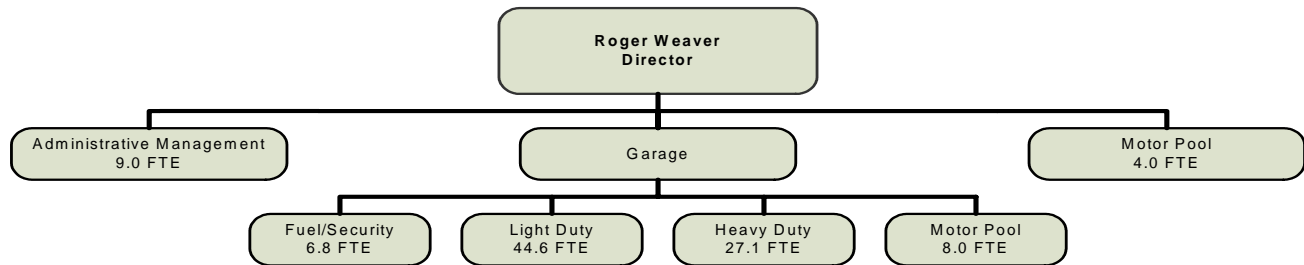 Roger Weaver
Director
Administrative Management
9.0 FTE
Garage
Motor Pool
4.0 FTE
Fuel/Security
6.8 FTE
Light Duty
44.6 FTE
Heavy Duty
27.1 FTE
Motor Pool
8.0 FTE